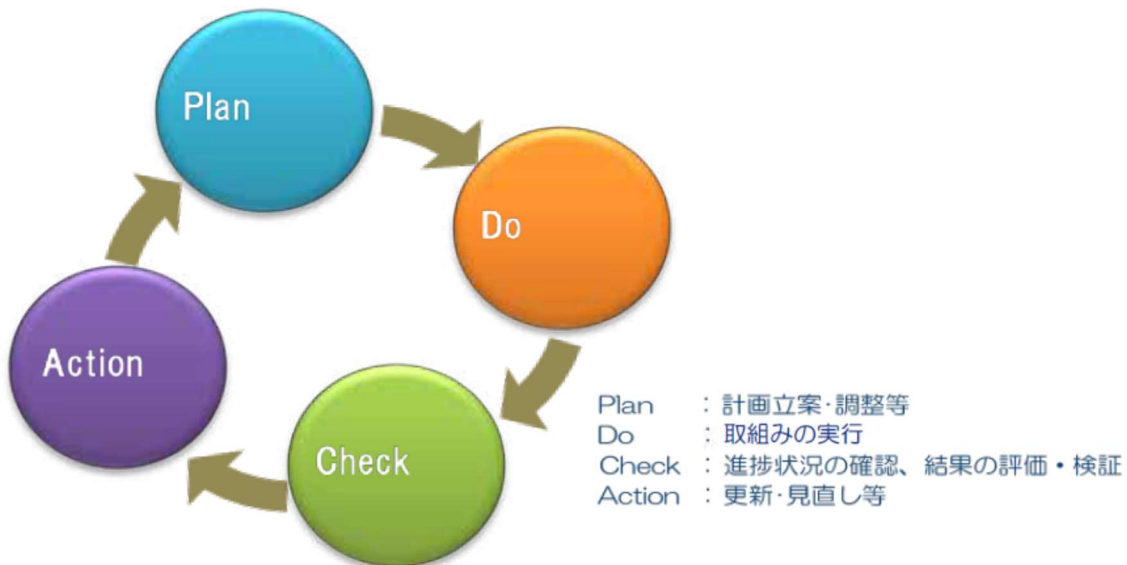 Plan
Do
Action
Check
Plan : 計画立案・調整等
Do : 取組みの実行
Check : 進捗状況の確認、結果の評価・検証
Action : 更新・見直し等